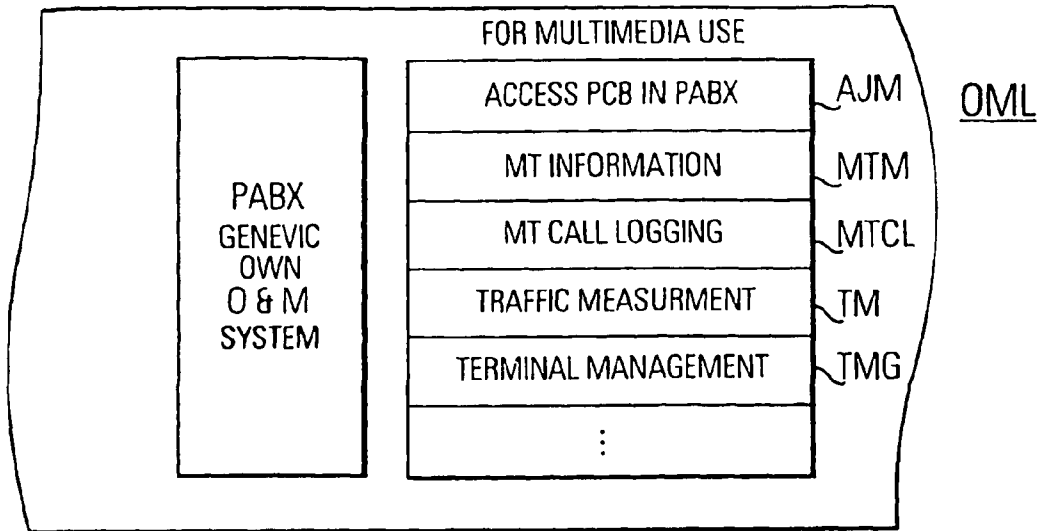 FOR MULTIMEDIA USE
PABX
GENEVIC
OWN
O & M
SYSTEM
ACCESS PCB IN PABX
AJM
MT INFORMATION
MTM
MT CALL LOGGING
MTCL
TRAFFIC MEASURMENT
TM
TERMINAL MANAGEMENT
TMG
⋮
OML